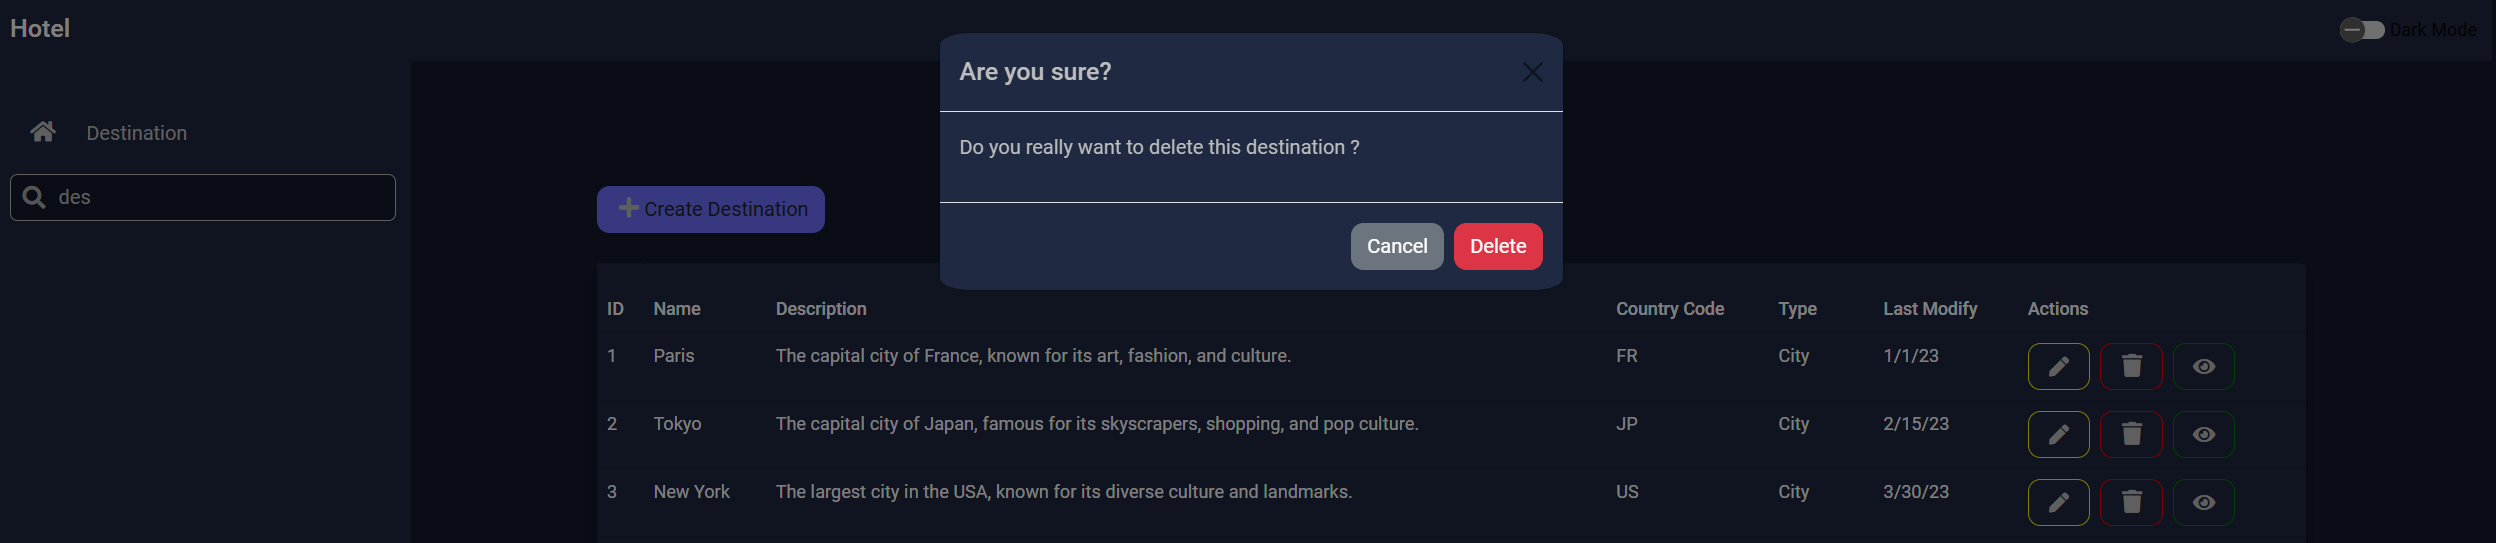 Hotel
Dark Mode
Are you sure?
Destination
Do you really want to delete this destination ?
des
Create Destination
Cancel Delete
ID Name Description Country Code Type Last Modify Actions
1 Paris The capital city of France, known for its art, fashion, and culture. FR City 1/1/23
2 Tokyo The capital city of Japan, famous for its skyscrapers, shopping, and pop culture. JP City 2/15/23
3 New York The largest city in the USA, known for its diverse culture and landmarks. US City 3/30/23